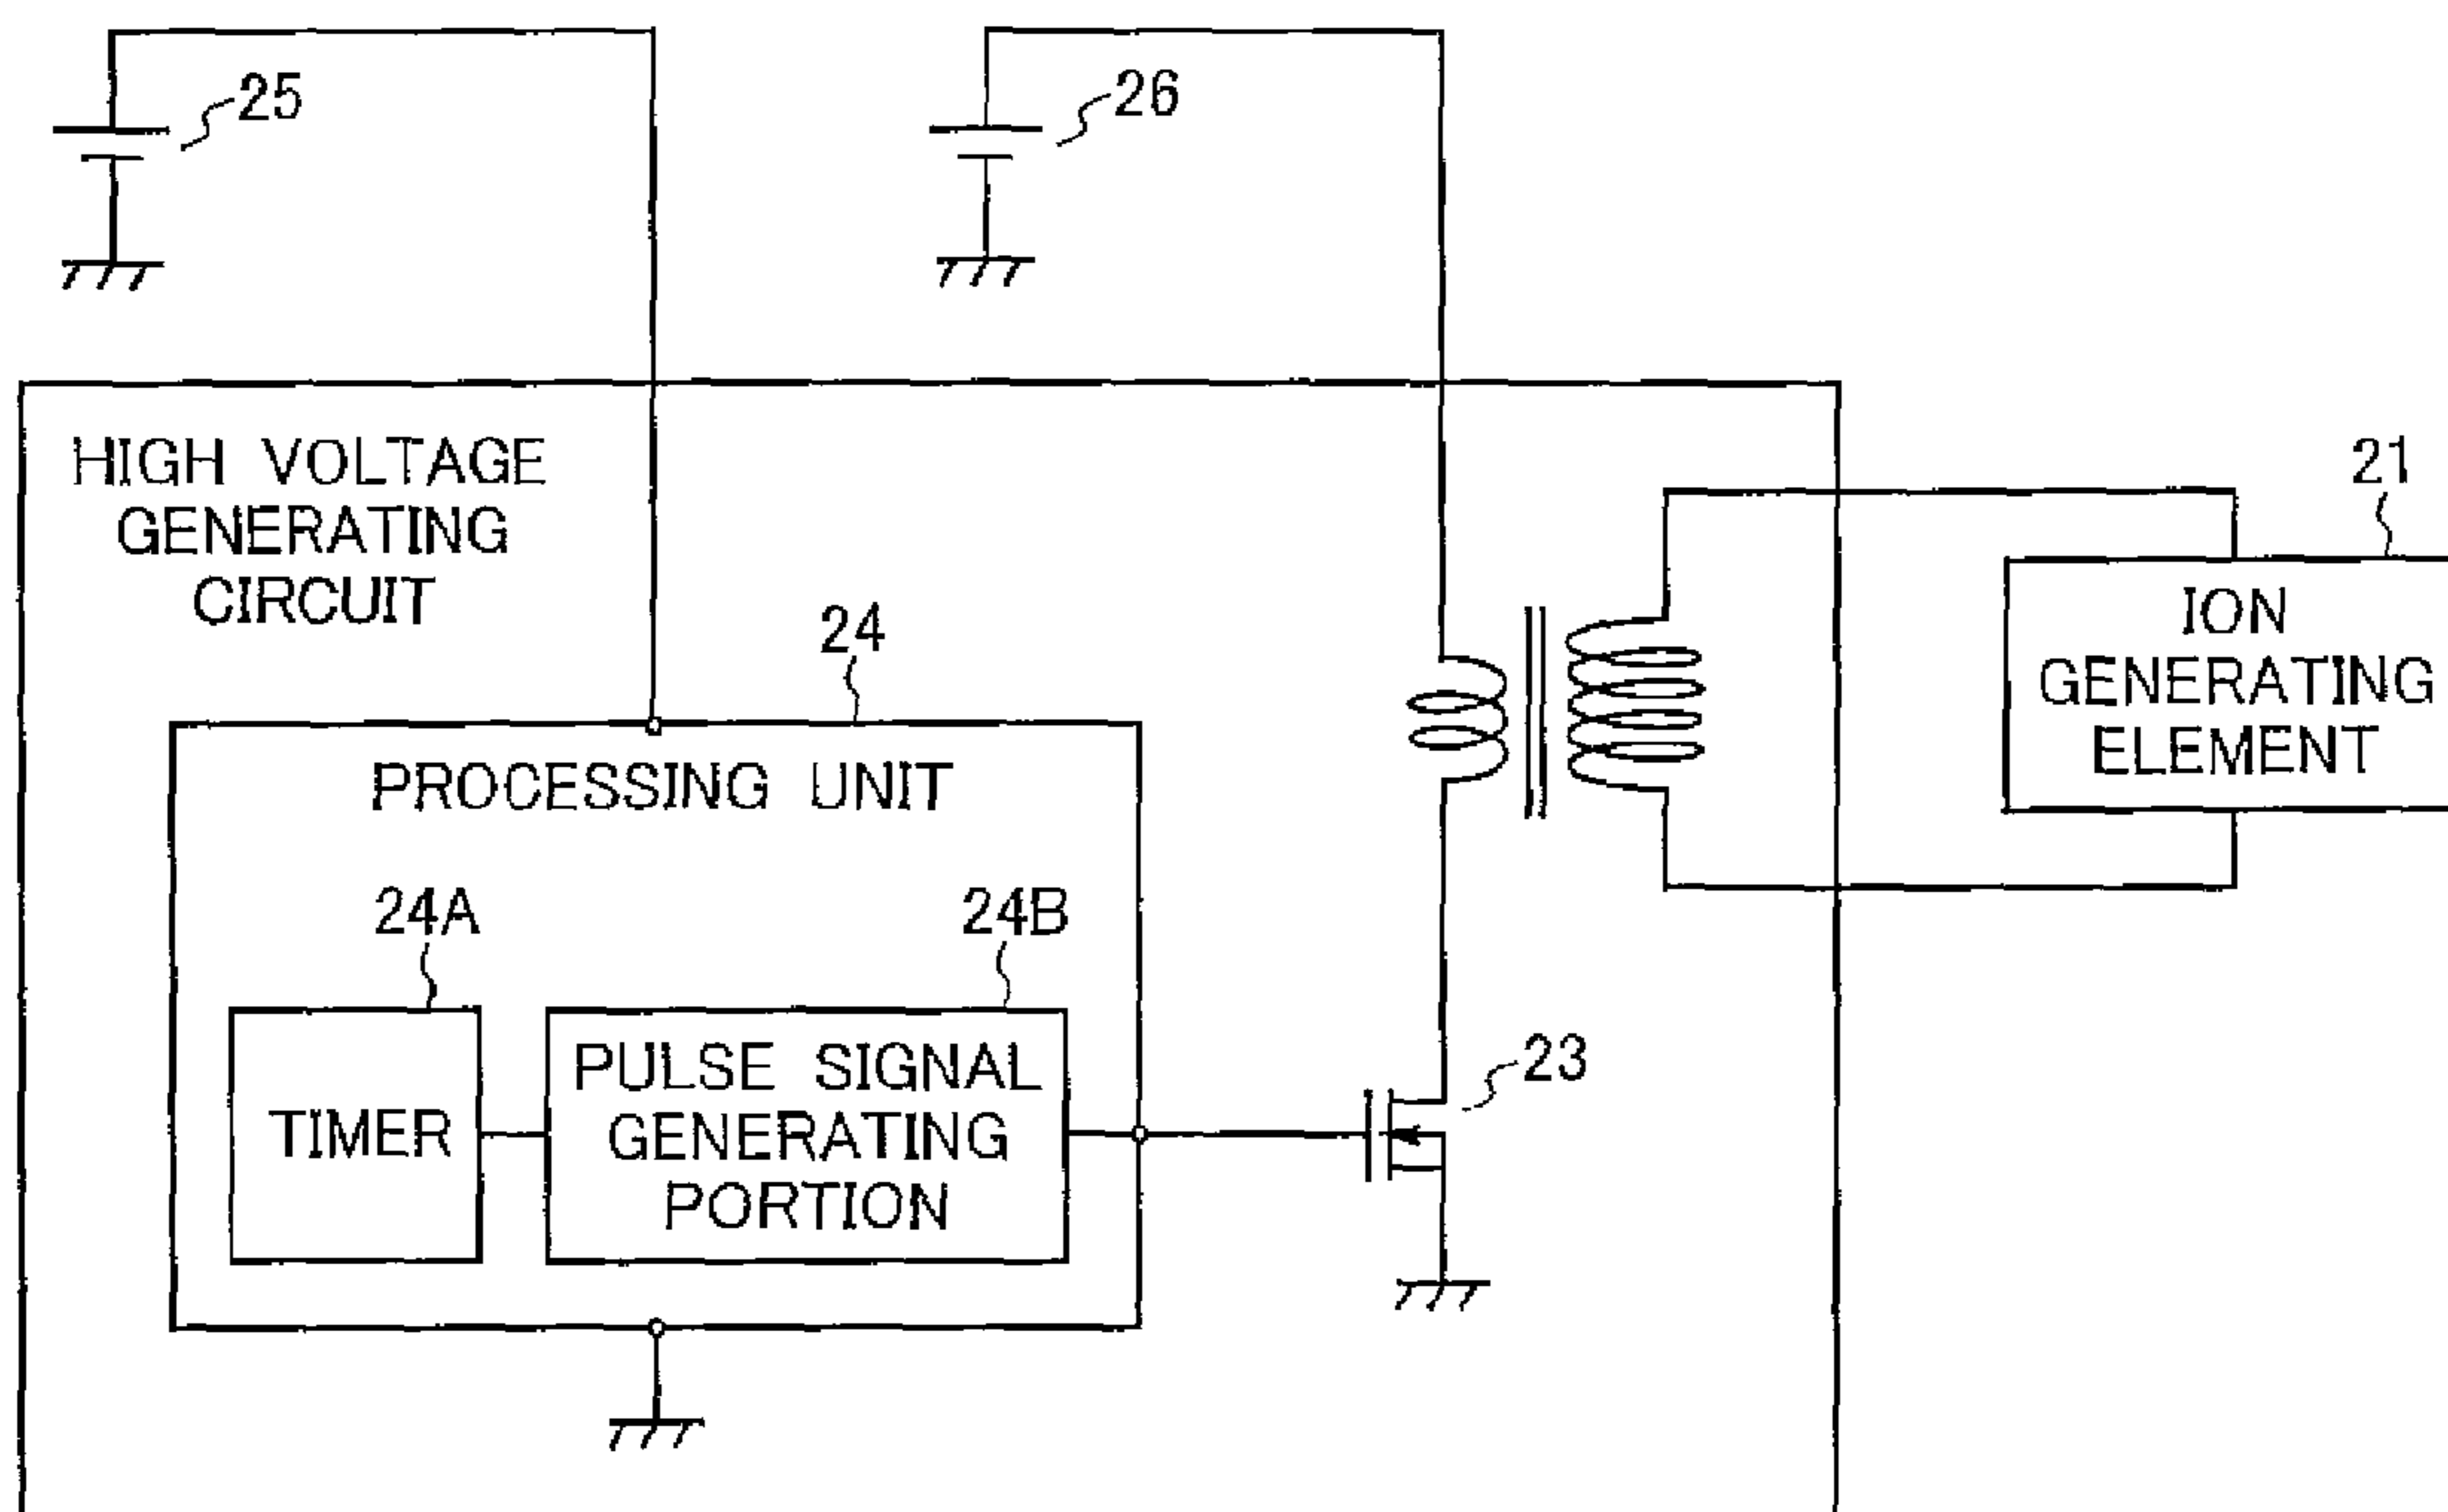 25
26
HIGH VOLTAGE
GENERATING
CIRCUIT
21
ION
GENERATING
ELEMENT
24
PROCESSING UNIT
24A
24B
TIMER
PULSE SIGNAL
GENERATING
PORTION
23